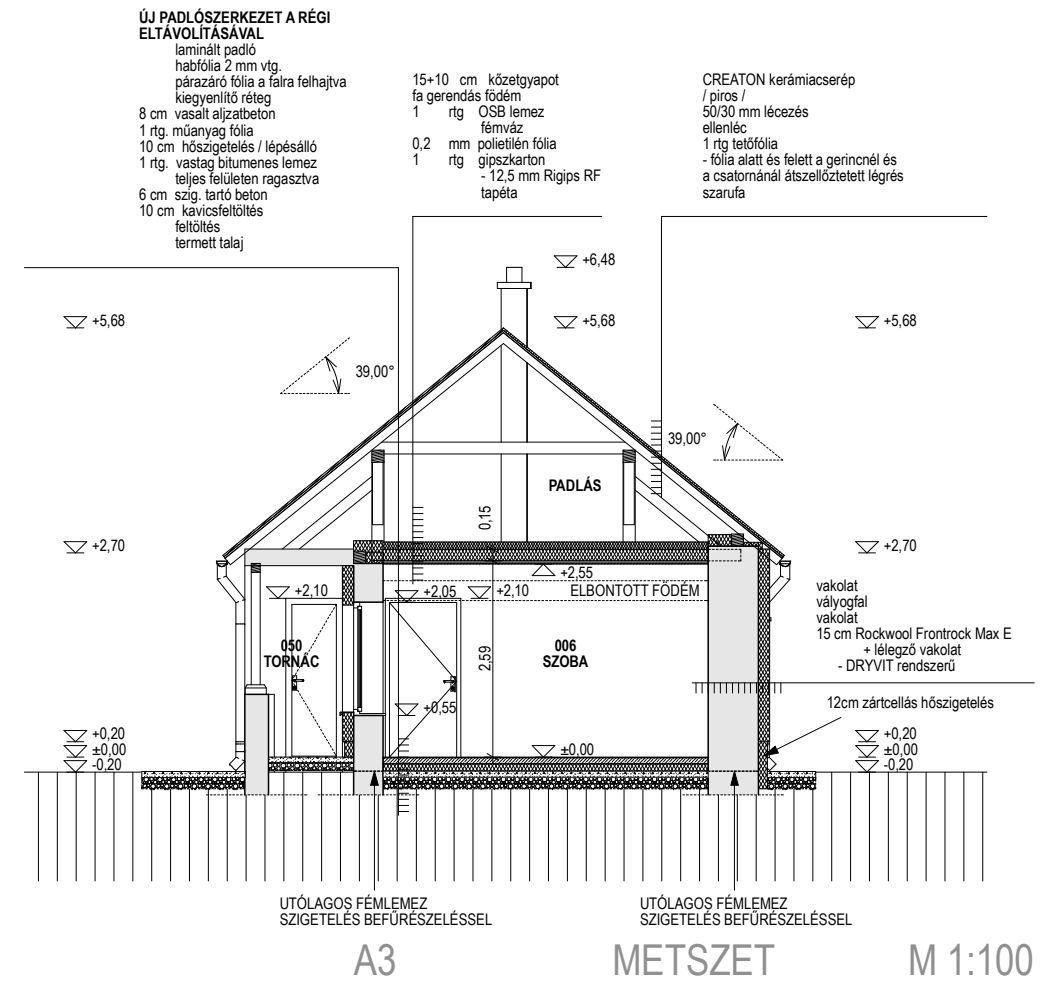 ÚJ PADLÓSZERKEZET A RÉGI
ELTÁVOLÍTÁSÁVAL
laminált padló
habfólia 2 mm vtg.
párazáró fólia a falra felhajtva
kiegyenlítő réteg
8 cm vasalt aljzatbeton
1 rtg. műanyag fólia
10 cm hőszigetelés / lépésálló
1 rtg. vastag bitumenes lemez
teljes felületen ragasztva
6 cm szig. tartó beton
10 cm kavicsfeltöltés
feltöltés
termett talaj
15+10 cm kőzetgyapot
fa gerendás födém
1 rtg OSB lemez
fémváz
0,2 mm polietilén fólia
1 rtg gipszkarton
- 12,5 mm Rigips RF
tapéta
CREATON kerámiacserép
/ piros /
50/30 mm lécezés
ellenléc
1 rtg tetőfólia
- fólia alatt és felett a gerincnél és
a csatornánál átszellőztetett légrés
szarufa
+6,48
+5,68
+5,68
+5,68
39,00°
39,00°
PADLÁS
0,15
+2,70
+2,70
+2,55
ELBONTOTT FÖDÉM
+2,10
+2,05
+2,10
050
TORNÁC
006
SZOBA
2,59
+0,55
vakolat
vályogfal
vakolat
15 cm Rockwool Frontrock Max E
+ lélegző vakolat
- DRYVIT rendszerű
12cm zártcellás hőszigetelés
+0,20
±0,00
-0,20
±0,00
+0,20
±0,00
-0,20
UTÓLAGOS FÉMLEMEZ
SZIGETELÉS BEFŰRÉSZELÉSSEL
UTÓLAGOS FÉMLEMEZ
SZIGETELÉS BEFŰRÉSZELÉSSEL
A3 METSZET M 1:100